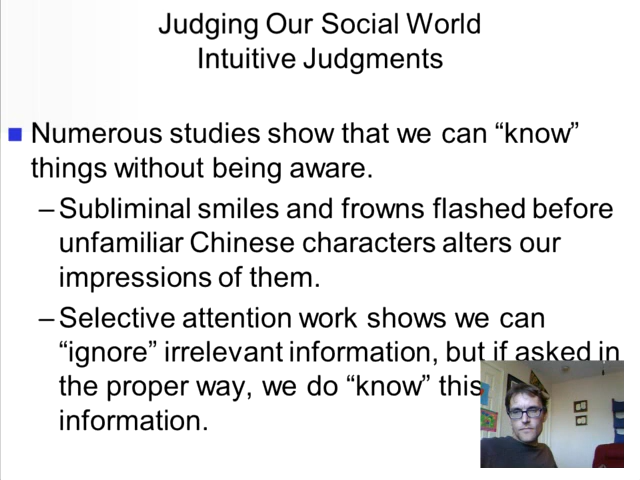 Judging Our Social World
Intuitive Judgments
Numerous studies show that we can “know”
things without being aware.
–Subliminal smiles and frowns flashed before
unfamiliar Chinese characters alters our
impressions of them.
–Selective attention work shows we can
“ignore” irrelevant information, but if asked in
the proper way, we do “know” this
information.